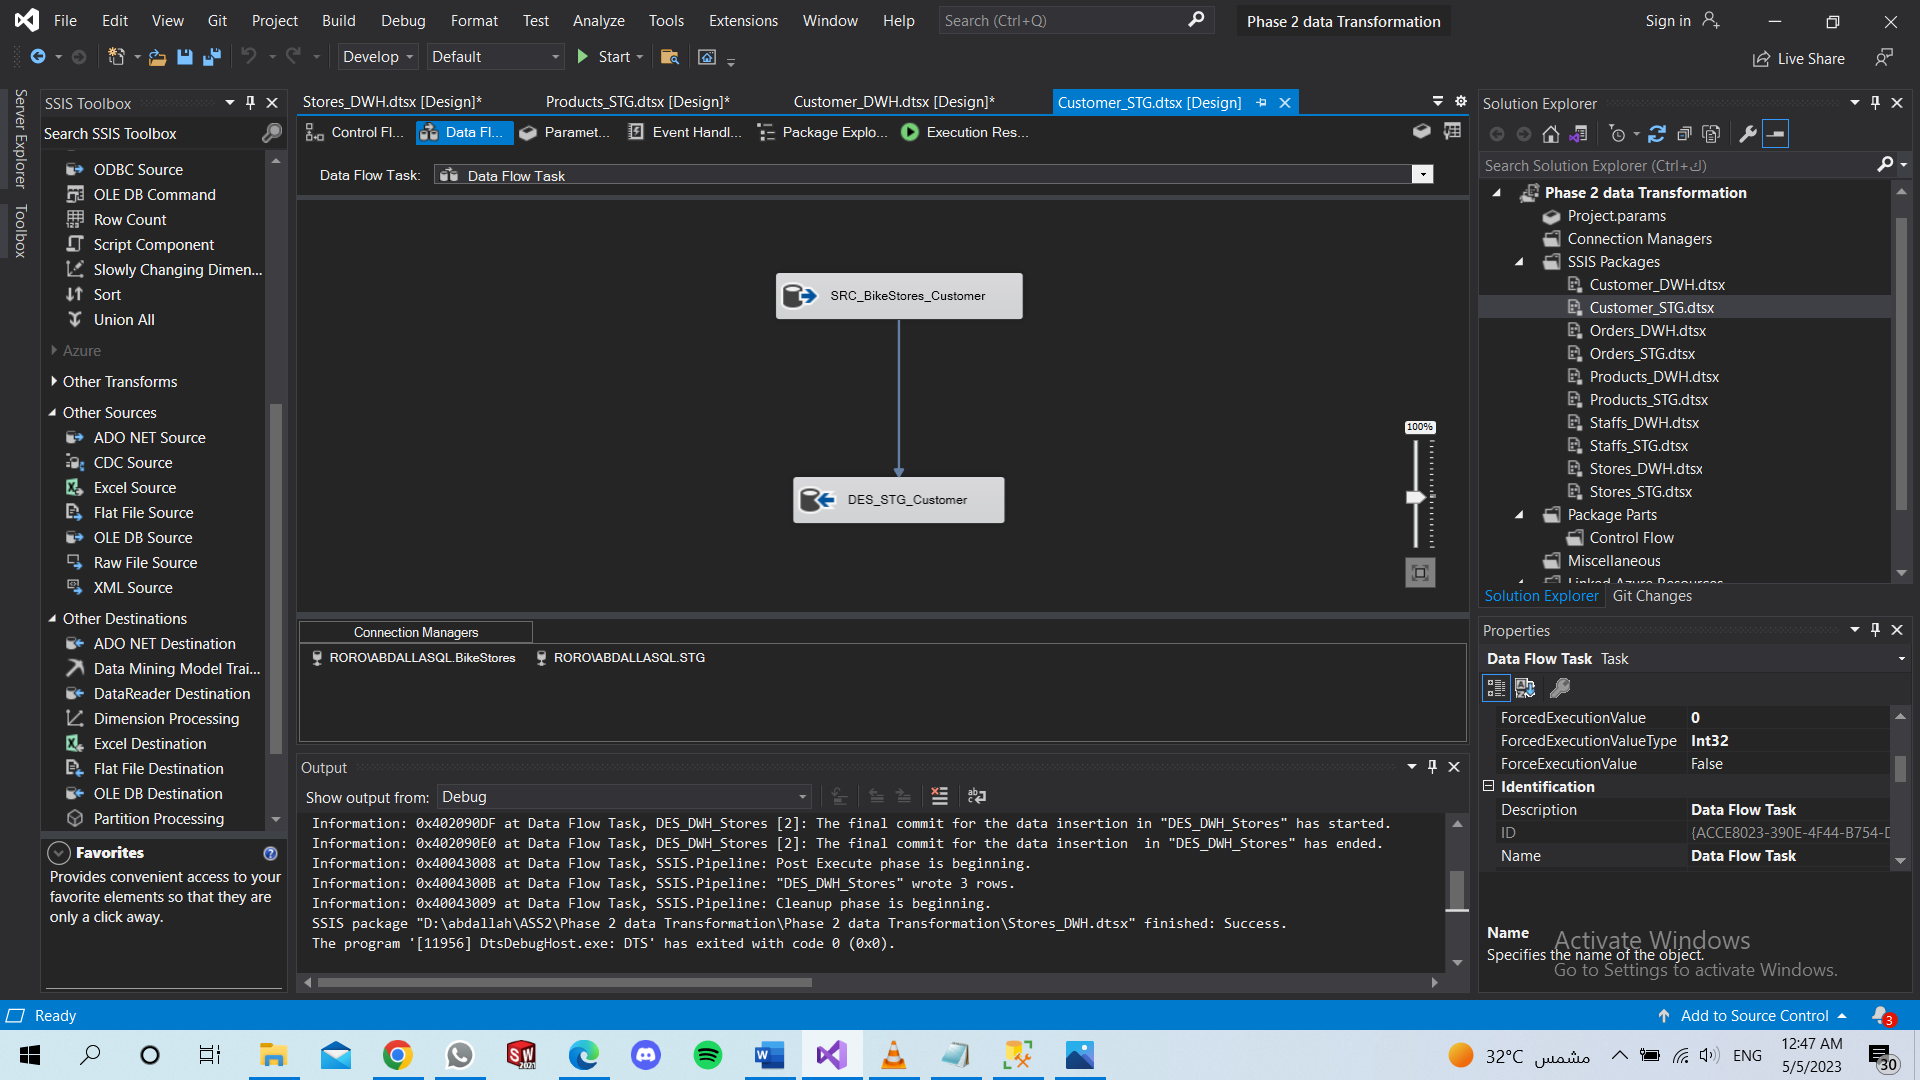 File Edit View Git Project Build Debug Format Test Analyze Tools Extensions Window Help Search (Ctrl+Q) Phase 2 data Transformation Sign in
Develop Default Start Live Share
Server Explorer
Toolbox
SSIS Toolbox
Search SSIS Toolbox
ODBC Source
OLE DB Command
Row Count
Script Component
Slowly Changing Dimen...
Sort
Union All
Azure
Other Transforms
Other Sources
ADO NET Source
CDC Source
Excel Source
Flat File Source
OLE DB Source
Raw File Source
XML Source
Other Destinations
ADO NET Destination
Data Mining Model Trai...
DataReader Destination
Dimension Processing
Excel Destination
Flat File Destination
OLE DB Destination
Partition Processing
Favorites
Provides convenient access to your
favorite elements so that they are
only a click away.
Stores_DWH.dtsx [Design]* Products_STG.dtsx [Design]* Customer_DWH.dtsx [Design]* Customer_STG.dtsx [Design]
Control Fl... Data Fl... Paramet... Event Handl... Package Explo... Execution Res...
Data Flow Task: Data Flow Task
SRC_BikeStores_Customer
DES_STG_Customer
100%
Connection Managers
RORO\ABDALLASQL.BikeStores RORO\ABDALLASQL.STG
Output
Show output from: Debug
Information: 0x402090DF at Data Flow Task, DES_DWH_Stores [2]: The final commit for the data insertion in "DES_DWH_Stores" has started.
Information: 0x402090E0 at Data Flow Task, DES_DWH_Stores [2]: The final commit for the data insertion  in "DES_DWH_Stores" has ended.
Information: 0x40043008 at Data Flow Task, SSIS.Pipeline: Post Execute phase is beginning.
Information: 0x4004300B at Data Flow Task, SSIS.Pipeline: "DES_DWH_Stores" wrote 3 rows.
Information: 0x40043009 at Data Flow Task, SSIS.Pipeline: Cleanup phase is beginning.
SSIS package "D:\abdallah\ASS2\Phase 2 data Transformation\Phase 2 data Transformation\Stores_DWH.dtsx" finished: Success.
The program '[11956] DtsDebugHost.exe: DTS' has exited with code 0 (0x0).
Solution Explorer
Search Solution Explorer (Ctrl+ك)
Phase 2 data Transformation
Project.params
Connection Managers
SSIS Packages
Customer_DWH.dtsx
Customer_STG.dtsx
Orders_DWH.dtsx
Orders_STG.dtsx
Products_DWH.dtsx
Products_STG.dtsx
Staffs_DWH.dtsx
Staffs_STG.dtsx
Stores_DWH.dtsx
Stores_STG.dtsx
Package Parts
Control Flow
Miscellaneous
Linked Azure Resources
Solution Explorer Git Changes
Properties
Data Flow Task Task
ForcedExecutionValue 0
ForcedExecutionValueType Int32
ForceExecutionValue False
Identification
Description Data Flow Task
ID {ACCE8023-390E-4F44-B754-D
Name Data Flow Task
Name
Specifies the name of the object.
Activate Windows
Go to Settings to activate Windows.
Ready Add to Source Control 3
32°C مشمس ENG 12:47 AM
5/5/2023
30